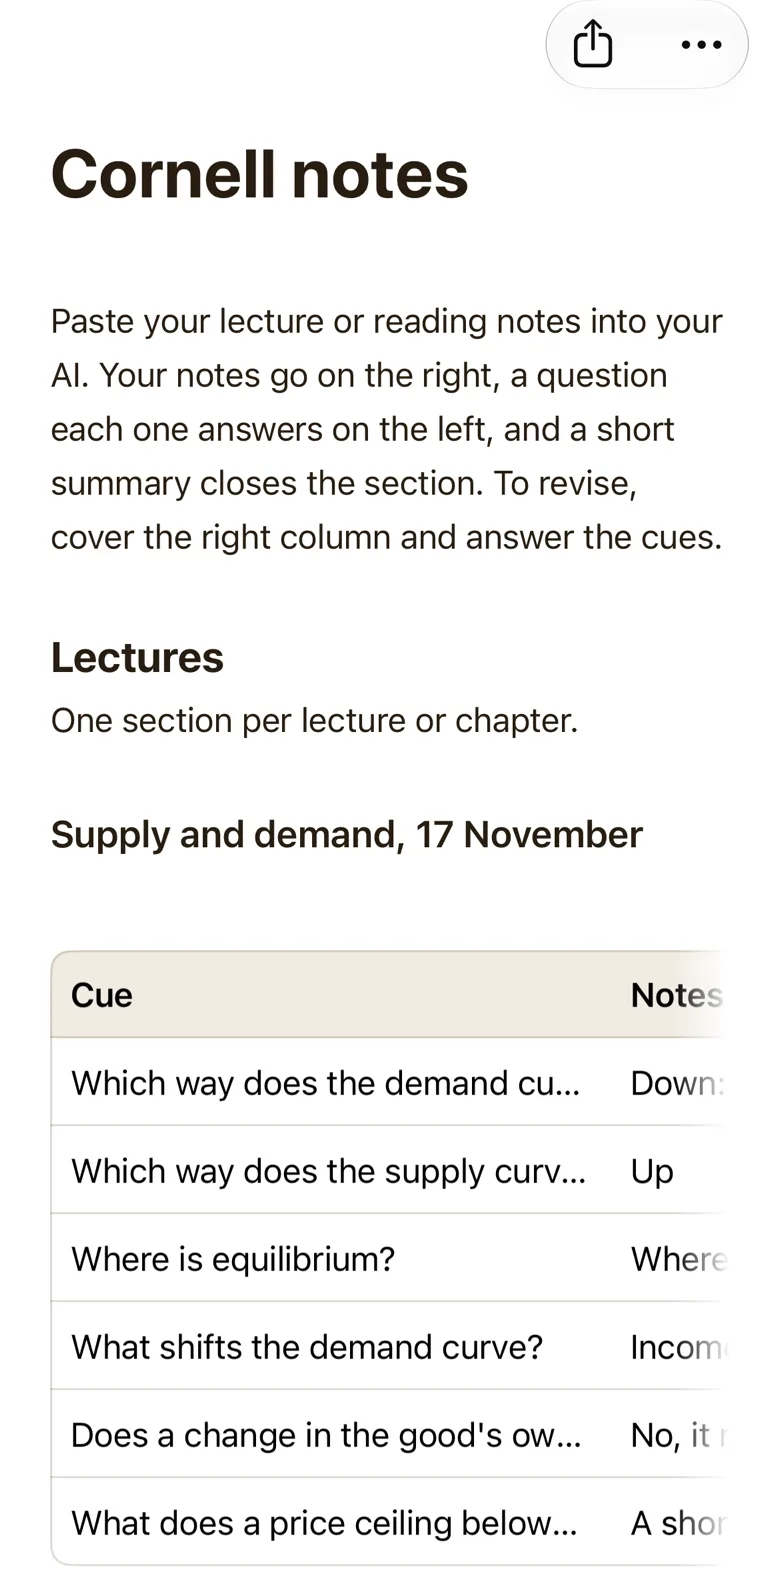 Cornell notes
Paste your lecture or reading notes into your
AI. Your notes go on the right, a question
each one answers on the left, and a short
summary closes the section. To revise,
cover the right column and answer the cues.
Lectures
One section per lecture or chapter.
Supply and demand, 17 November
Cue Notes
Which way does the demand cu... Down:
Which way does the supply curv... Up
Where is equilibrium? Where
What shifts the demand curve?
Does a change in the good's ow... No, it
What does a price ceiling below... A